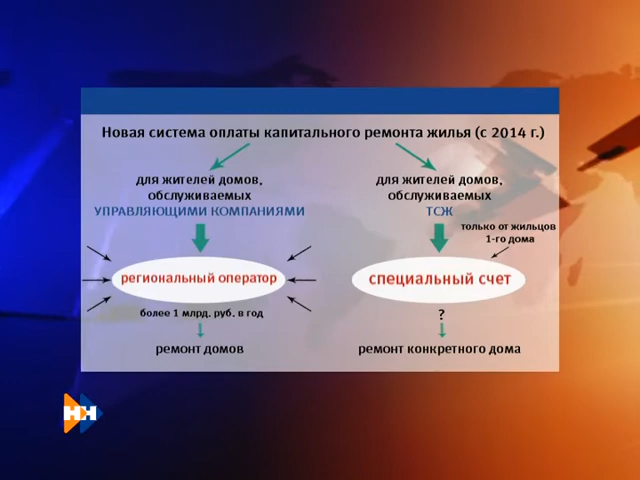 Новая система оплаты капитального ремонта жилья (с 2014 г.)
для жителей домов,
обслуживаемых
УПРАВЛЯЮЩИМИ КОМПАНИЯМИ
региональный оператор
более 1 млрд. руб. в год
ремонт домов
для жителей домов,
обслуживаемых
ТСЖ
только от жильцов
1-го дома
специальный счет
?
ремонт конкретного дома
НН